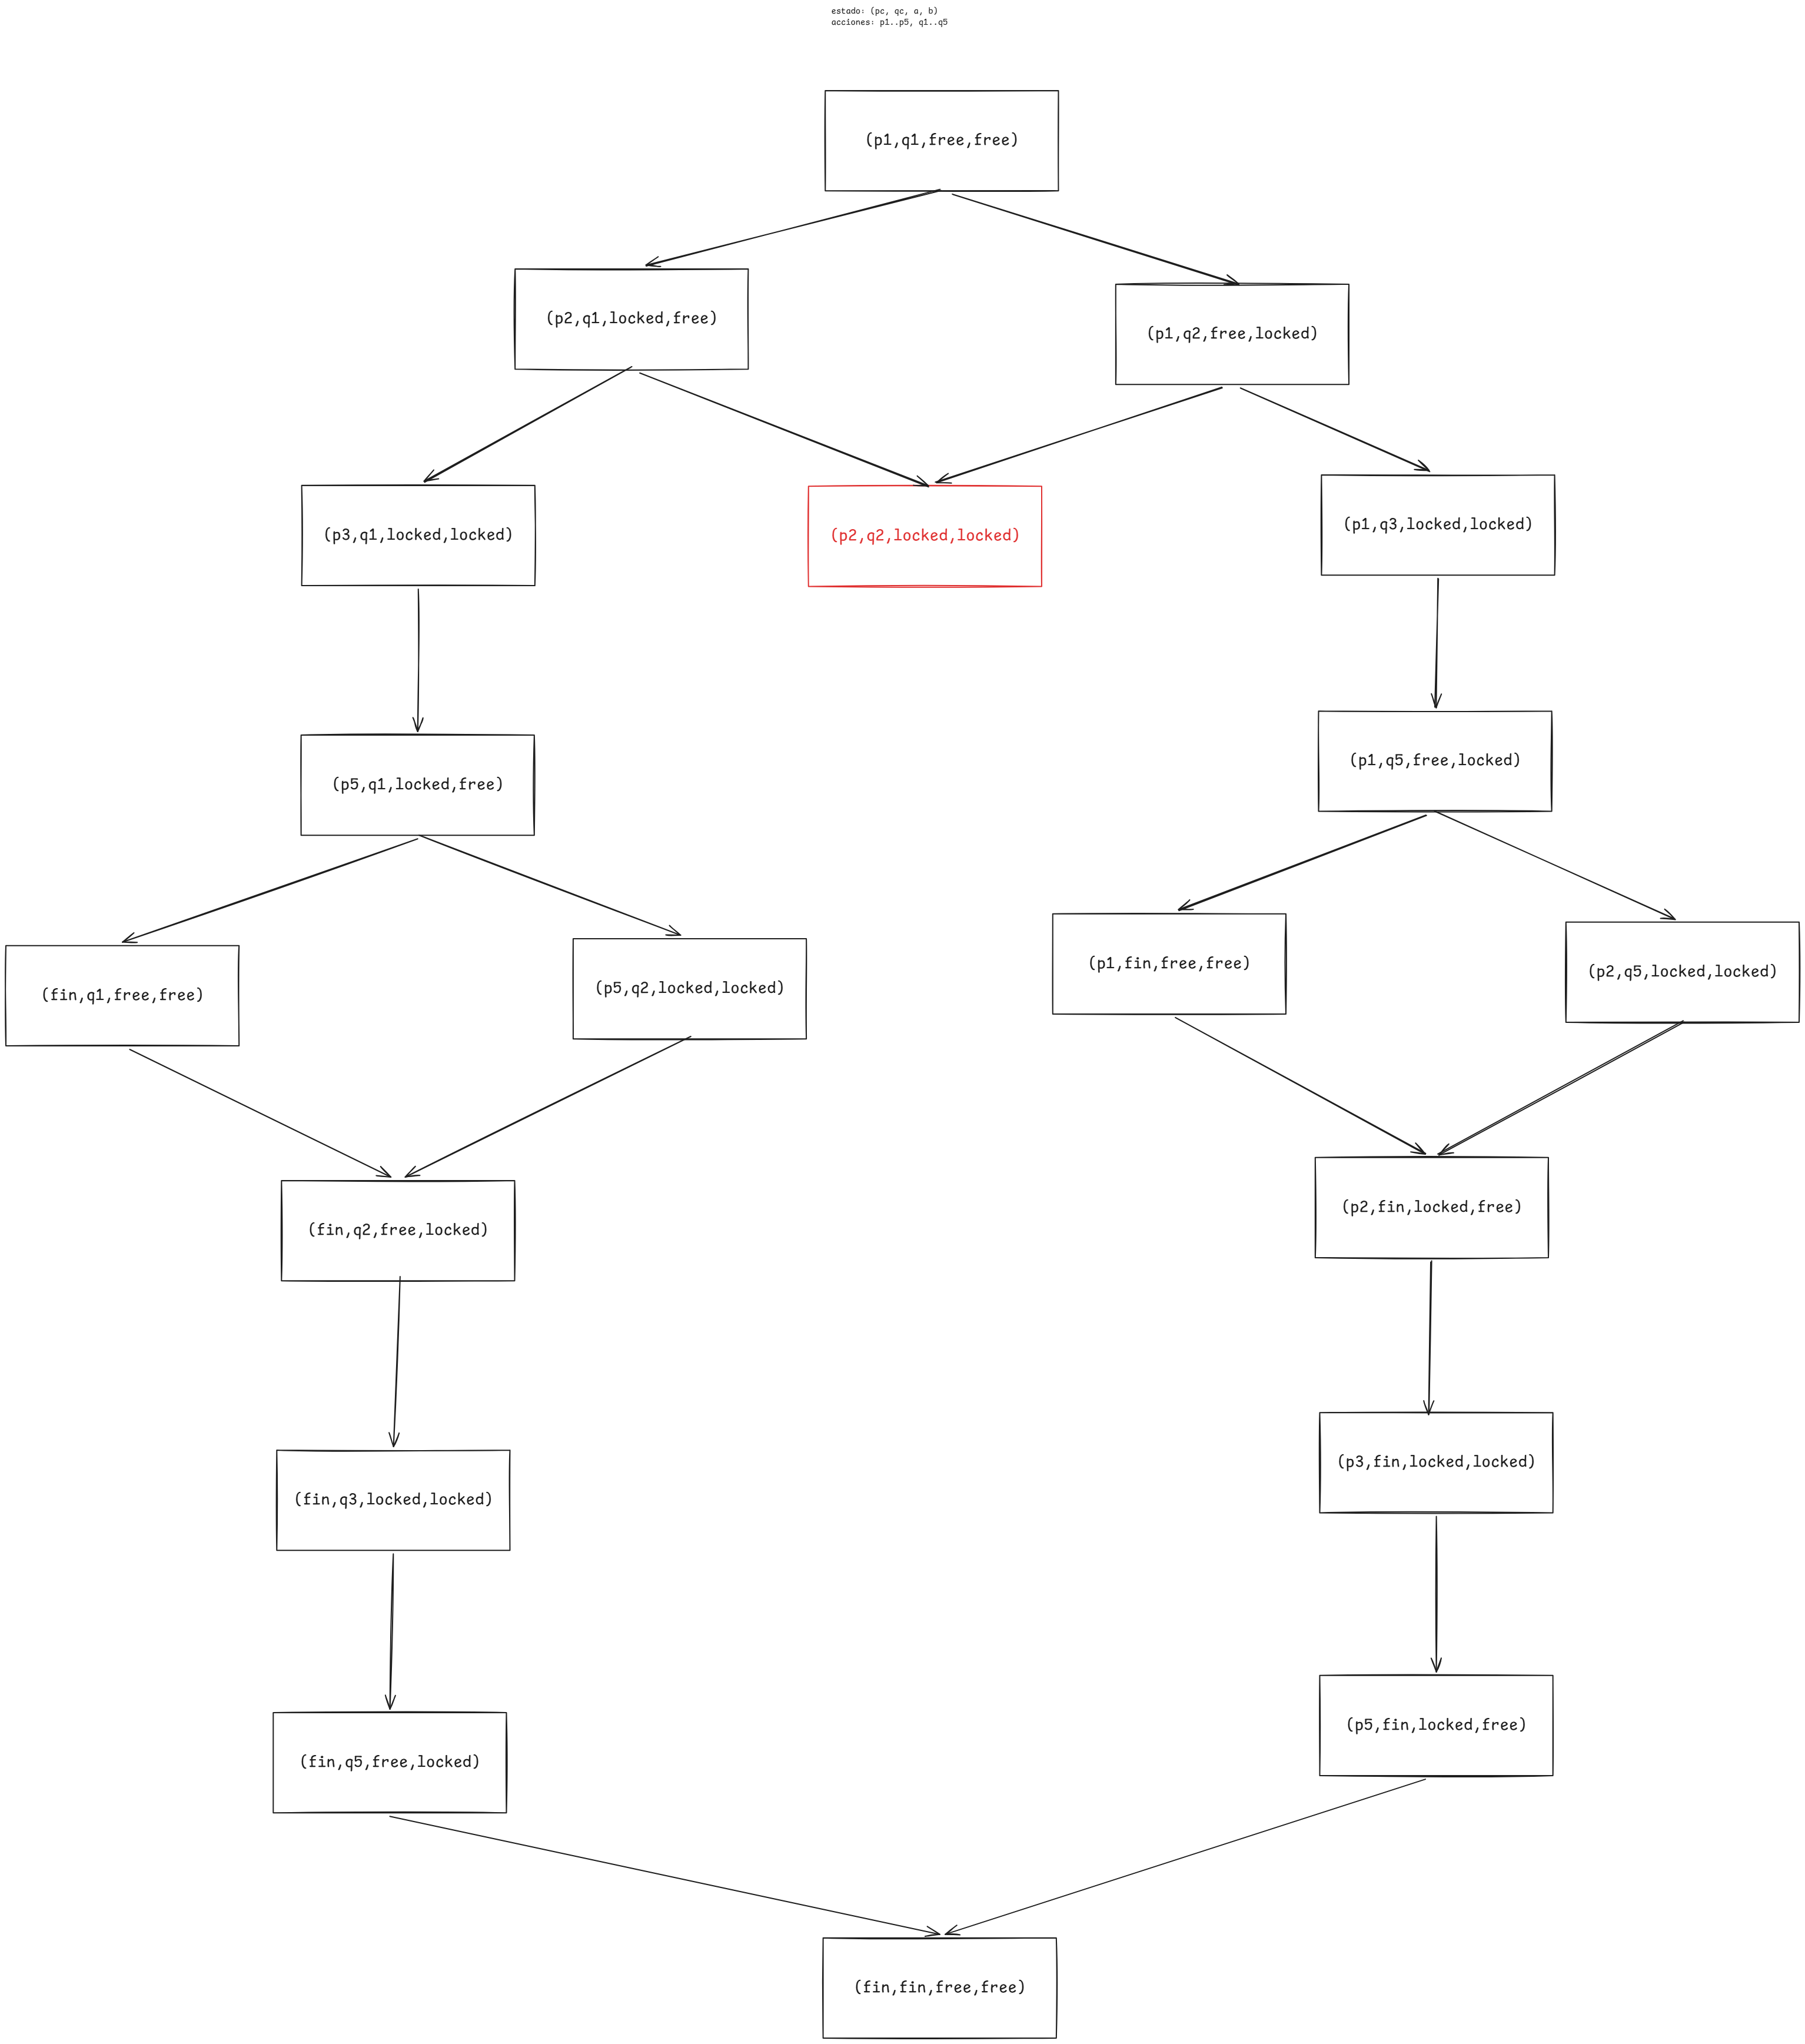 estado: (pc, qc, a, b)
acciones: p1..p5, q1..q5
(p1,q1,free,free)
(p2,q1,locked,free)
(p1,q2,free,locked)
(p3,q1,locked,locked)
(p2,q2,locked,locked)
(p1,q3,locked,locked)
(p5,q1,locked,free)
(p1,q5,free,locked)
(fin,q1,free,free)
(p5,q2,locked,locked)
(p1,fin,free,free)
(p2,q5,locked,locked)
(fin,q2,free,locked)
(p2,fin,locked,free)
(fin,q3,locked,locked)
(p3,fin,locked,locked)
(fin,q5,free,locked)
(p5,fin,locked,free)
(fin,fin,free,free)